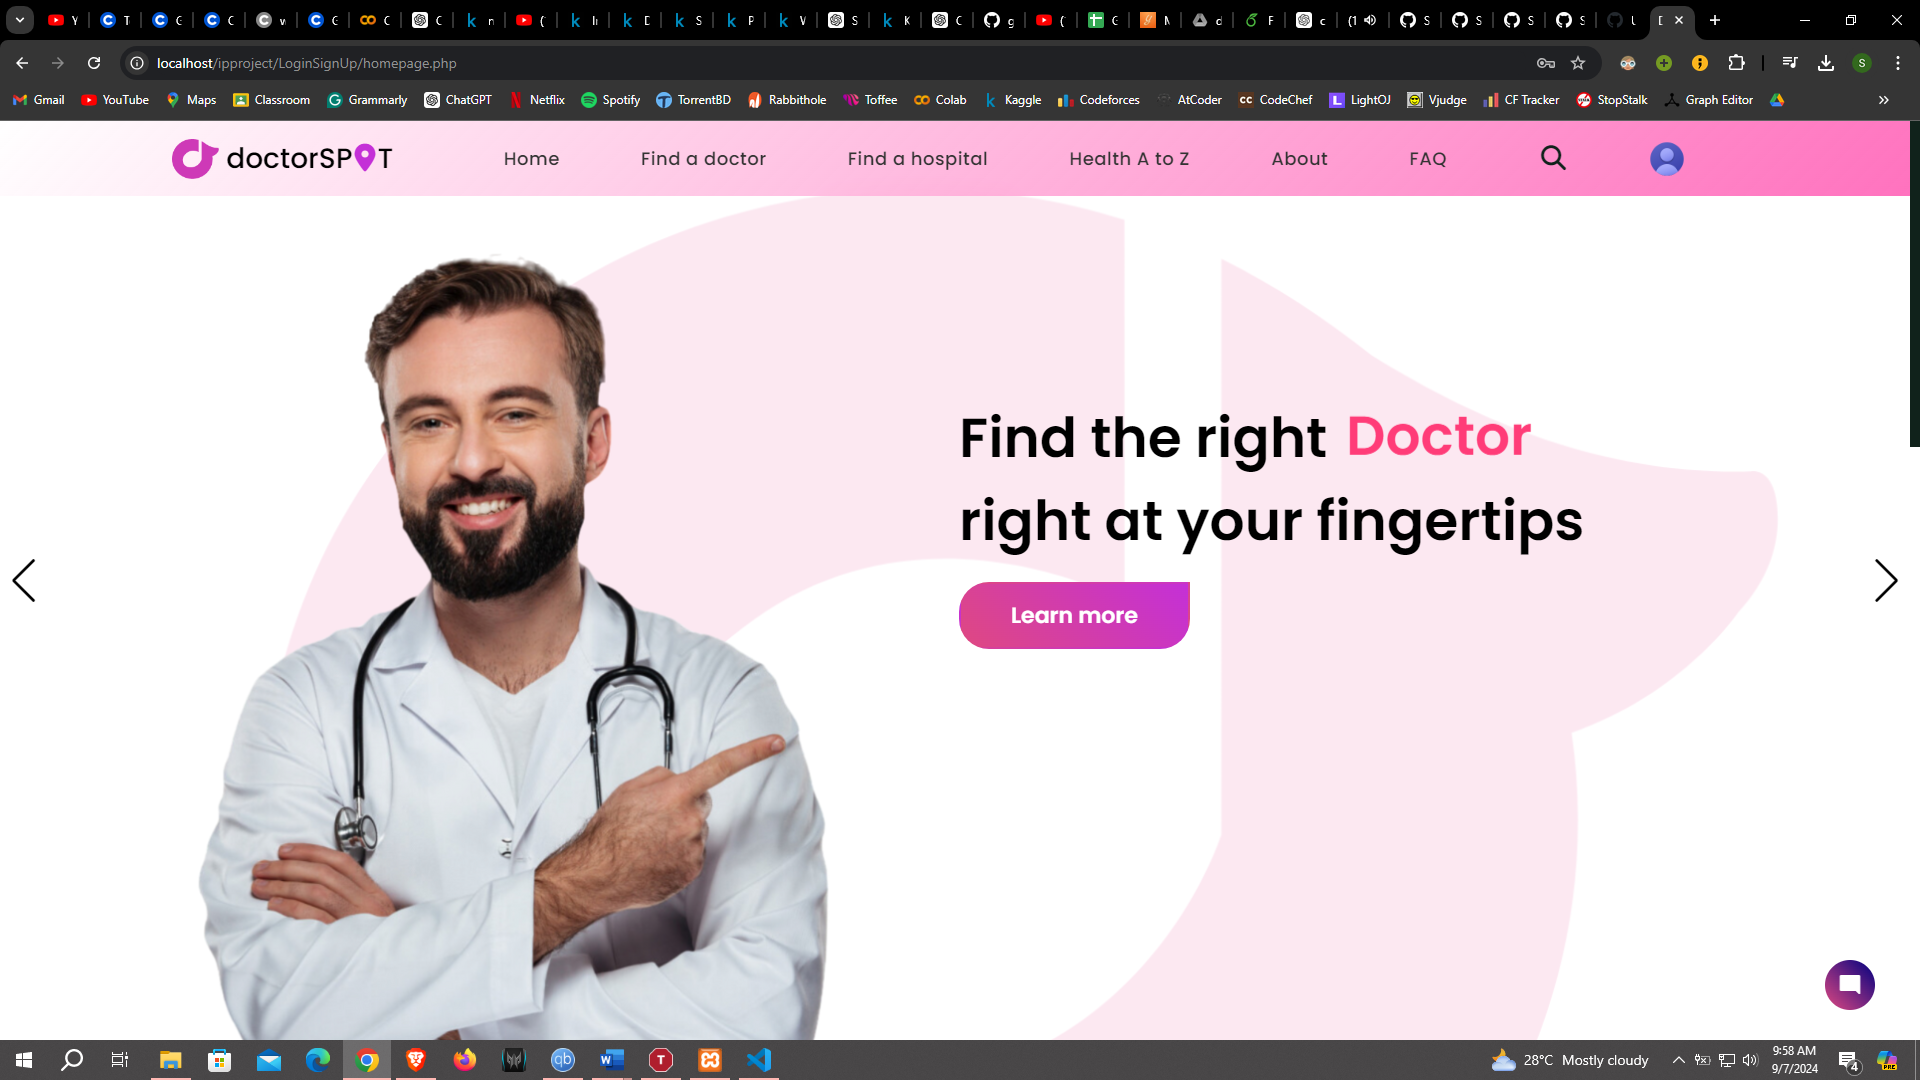 localhost/ipproject/LoginSignUp/homepage.php
S
Gmail YouTube Maps Classroom Grammarly ChatGPT Netflix Spotify TorrentBD Rabbithole Toffee Colab Kaggle Codeforces AtCoder CodeChef LightOJ Vjudge CF Tracker StopStalk Graph Editor
doctorSPOT Home Find a doctor Find a hospital Health A to Z About FAQ
Find the right Doctor
right at your fingertips
Learn more
28°C Mostly cloudy
9:58 AM
9/7/2024
4